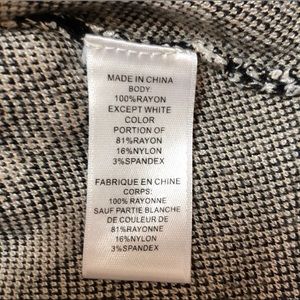 MADE IN CHINA
BODY:
100%RAYON
EXCEPT WHITE
COLOR
PORTION OF
81%RAYON
16%NYLON
3%SPANDEX
FABRIQUE EN CHINE
CORPS:
100% RAYONNE
SAUF PARTIE BLANCHE
DE COULEUR DE
81%RAYONNE
16%NYLON
3%SPANDEX